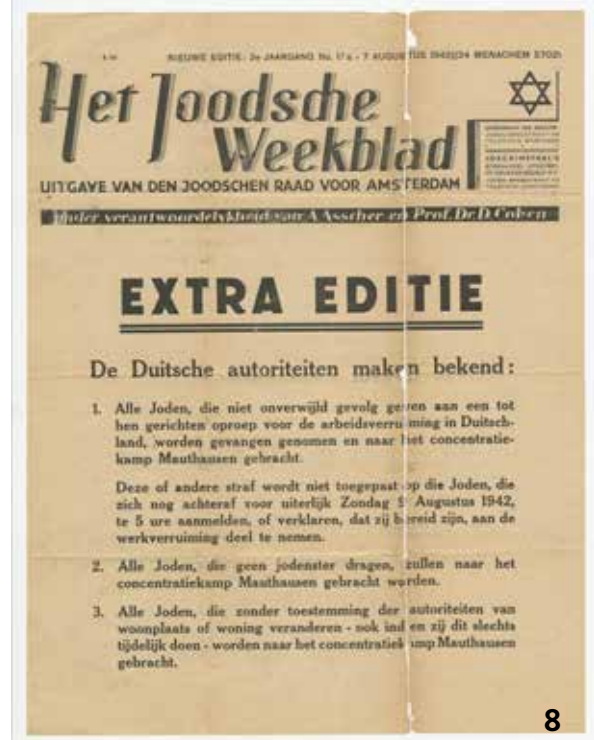 NIEUWE EDITIE: 2e JAARGANG No. 17a - 7 AUGUSTUS 1942 (24 MENACHEM 5702)
Het Joodsche
Weekblad
UITGAVE VAN DEN JOODSCHEN RAAD VOOR AMSTERDAM
Onder verantwoordelijkheid van A. Asscher en Prof. Dr. D. Cohen
EXTRA EDITIE
De Duitsche autoriteiten maken bekend:
1. Alle Joden, die niet onverwijld gevolg geven aan een tot
hen gerichten oproep voor de arbeidsverruiming in Duitsch-
land, worden gevangen genomen en naar het concentratie-
kamp Mauthausen gebracht.
Deze of andere straf wordt niet toegepast op die Joden, die
zich nog achteraf voor uiterlijk Zondag 9 Augustus 1942,
te 5 ure aanmelden, of verklaren, dat zij bereid zijn, aan de
werkverruiming deel te nemen.
2. Alle Joden, die geen jodenster dragen, zullen naar het
concentratiekamp Mauthausen gebracht worden.
3. Alle Joden, die zonder toestemming der autoriteiten van
woonplaats of woning veranderen - ook indien zij dit slechts
tijdelijk doen - worden naar het concentratiekamp Mauthausen
gebracht.
8